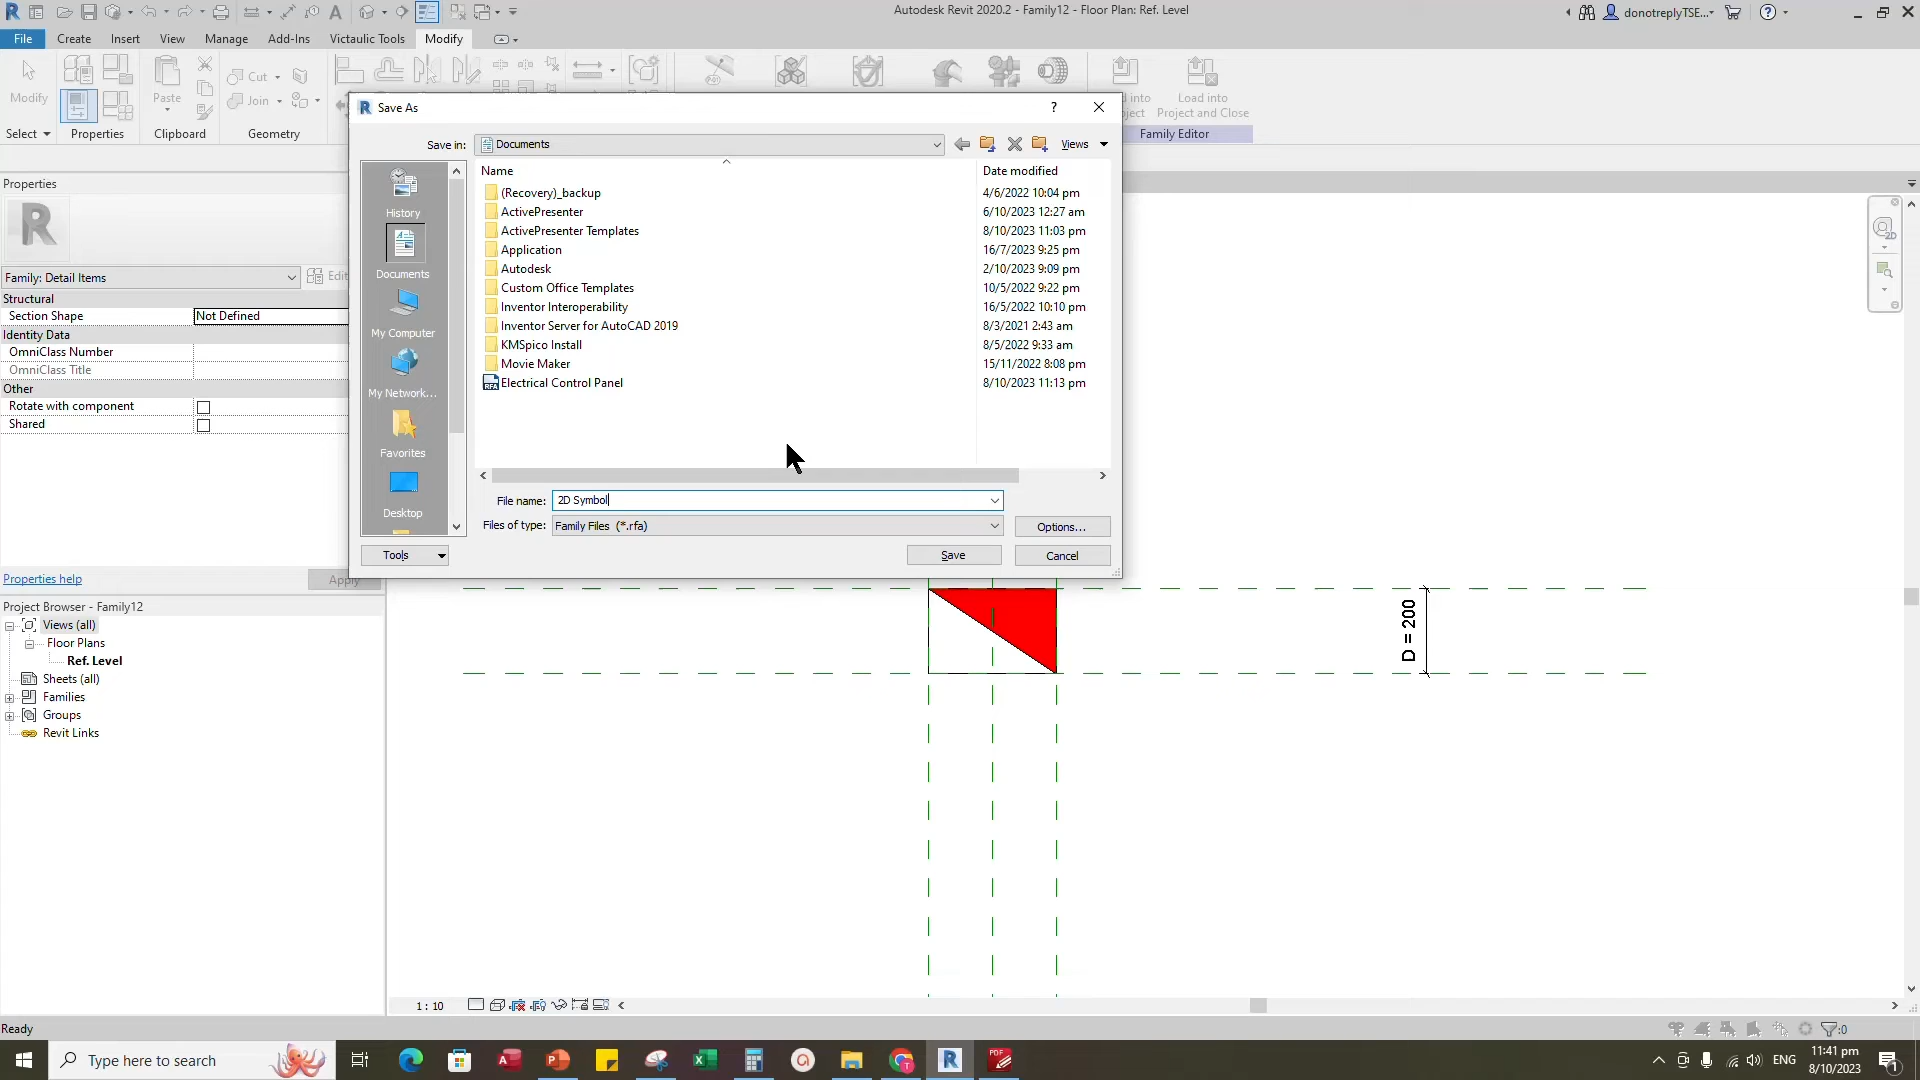 Autodesk Revit 2020.2 - Family12 - Floor Plan: Ref. Level
donotreplyTSE...
File Create Insert View Manage Add-Ins Victaulic Tools Modify
Modify
Paste
Cut
Join
into
Load into
ject
Project and Close
Select Properties Clipboard Geometry
Family Editor
Save As
Save in: Documents
Views
Name Date modified
(Recovery)_backup 4/6/2022 10:04 pm
ActivePresenter 6/10/2023 12:27 am
ActivePresenter Templates 8/10/2023 11:03 pm
Application 16/7/2023 9:25 pm
Autodesk 2/10/2023 9:09 pm
Custom Office Templates 10/5/2022 9:22 pm
Inventor Interoperability 16/5/2022 10:10 pm
Inventor Server for AutoCAD 2019 8/3/2021 2:43 am
KMSpico Install 8/5/2022 9:33 am
Movie Maker 15/11/2022 8:08 pm
Electrical Control Panel 8/10/2023 11:13 pm
History
Documents
My Computer
My Network...
Favorites
Desktop
File name: 2D Symbol
Files of type: Family Files (*.rfa)
Options...
Tools
Save
Cancel
Properties
Family: Detail Items
Edit
Structural
Section Shape Not Defined
Identity Data
OmniClass Number
OmniClass Title
Other
Rotate with component
Shared
Properties help
Apply
Project Browser - Family12
Views (all)
Floor Plans
Ref. Level
Sheets (all)
Families
Groups
Revit Links
D = 200
2D
1 : 10
Ready
:0
Type here to search
PDF
ENG
11:41 pm
8/10/2023
1